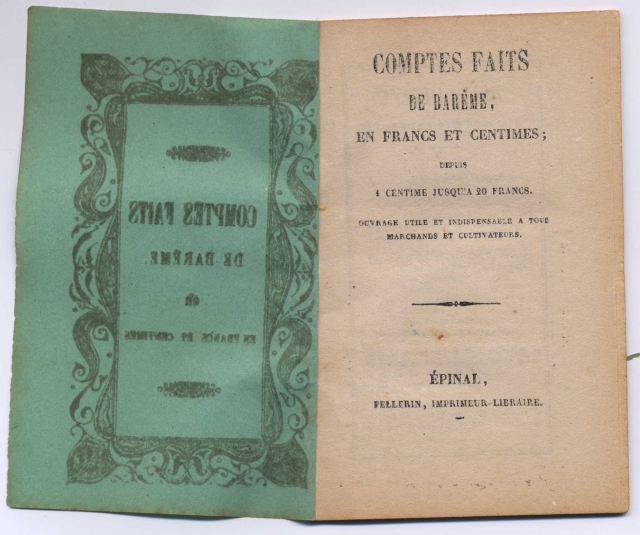 COMPTES FAITS
DE BARÊME.
en
EN FRANCS ET CENTIMES
COMPTES FAITS
DE BARÊME,
EN FRANCS ET CENTIMES;
DEPUIS
1 CENTIME JUSQU'A 20 FRANCS.
OUVRAGE UTILE ET INDISPENSABLE A TOUS
MARCHANDS ET CULTIVATEURS.
ÉPINAL,
PELLERIN, IMPRIMEUR-LIBRAIRE.